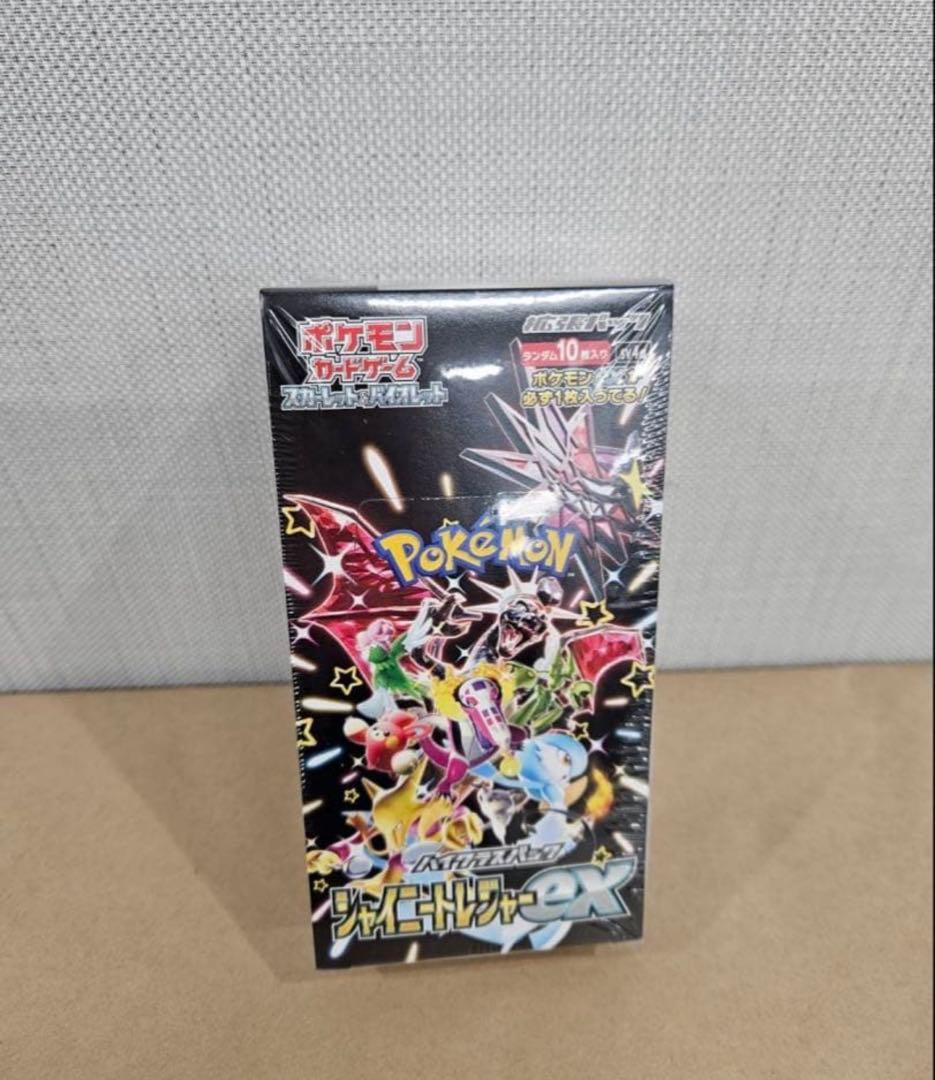 ポケモン
カードゲーム
スカーレット&バイオレット
拡張パック
ランダム10枚入り
ポケモンexが
必ず1枚入ってる!
POKéMON
ハイクラスパック
シャイニートレジャーex